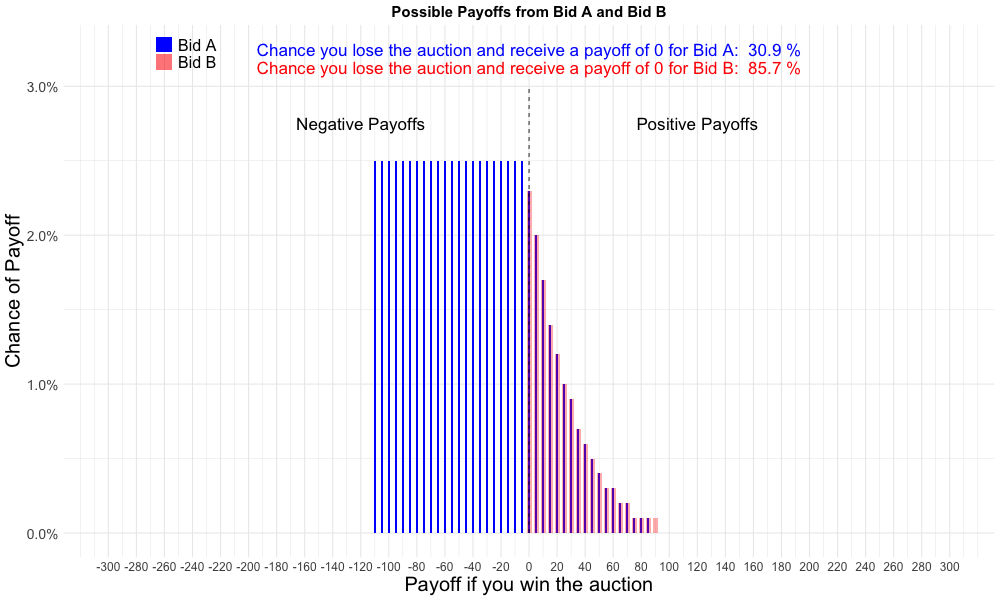 Possible Payoffs from Bid A and Bid B
Bid A
Bid B
Chance you lose the auction and receive a payoff of 0 for Bid A: 30.9 %
Chance you lose the auction and receive a payoff of 0 for Bid B: 85.7 %
Negative Payoffs
Positive Payoffs
Chance of Payoff
3.0%
2.0%
1.0%
0.0%
-300 -280 -260 -240 -220 -200 -180 -160 -140 -120 -100 -80 -60 -40 -20 0 20 40 60 80 100 120 140 160 180 200 220 240 260 280 300
Payoff if you win the auction